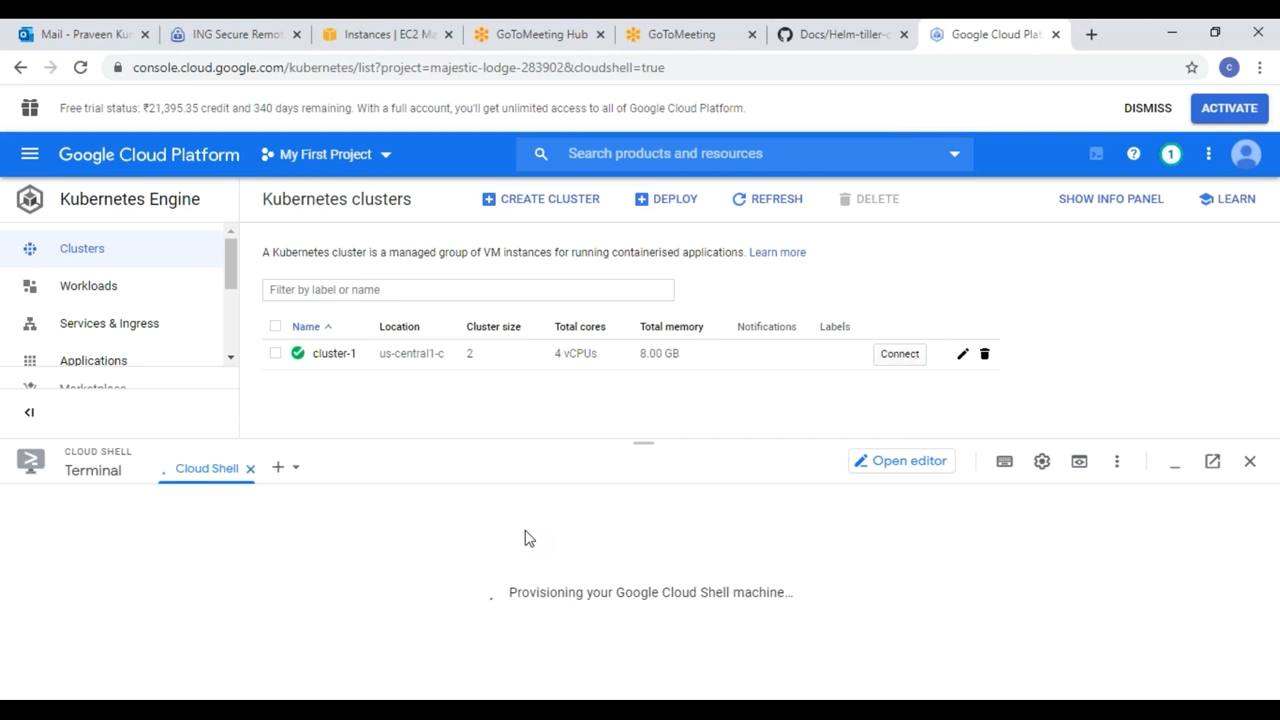 Mail - Praveen Kur
ING Secure Remot
Instances | EC2 Ma
GoToMeeting Hub
GoToMeeting
Docs/Helm-tiller-c
Google Cloud Plat
console.cloud.google.com/kubernetes/list?project=majestic-lodge-283902&cloudshell=true
C
Free trial status: ₹21,395.35 credit and 340 days remaining. With a full account, you'll get unlimited access to all of Google Cloud Platform.
DISMISS
ACTIVATE
Google Cloud Platform
My First Project
Search products and resources
1
Kubernetes Engine
Kubernetes clusters
CREATE CLUSTER
DEPLOY
REFRESH
DELETE
SHOW INFO PANEL
LEARN
Clusters
Workloads
Services & Ingress
Applications
Marketplace
A Kubernetes cluster is a managed group of VM instances for running containerised applications. Learn more
Filter by label or name
Name Location Cluster size Total cores Total memory Notifications Labels
cluster-1 us-central1-c 2 4 vCPUs 8.00 GB Connect
CLOUD SHELL
Terminal
Cloud Shell
Open editor
Provisioning your Google Cloud Shell machine...